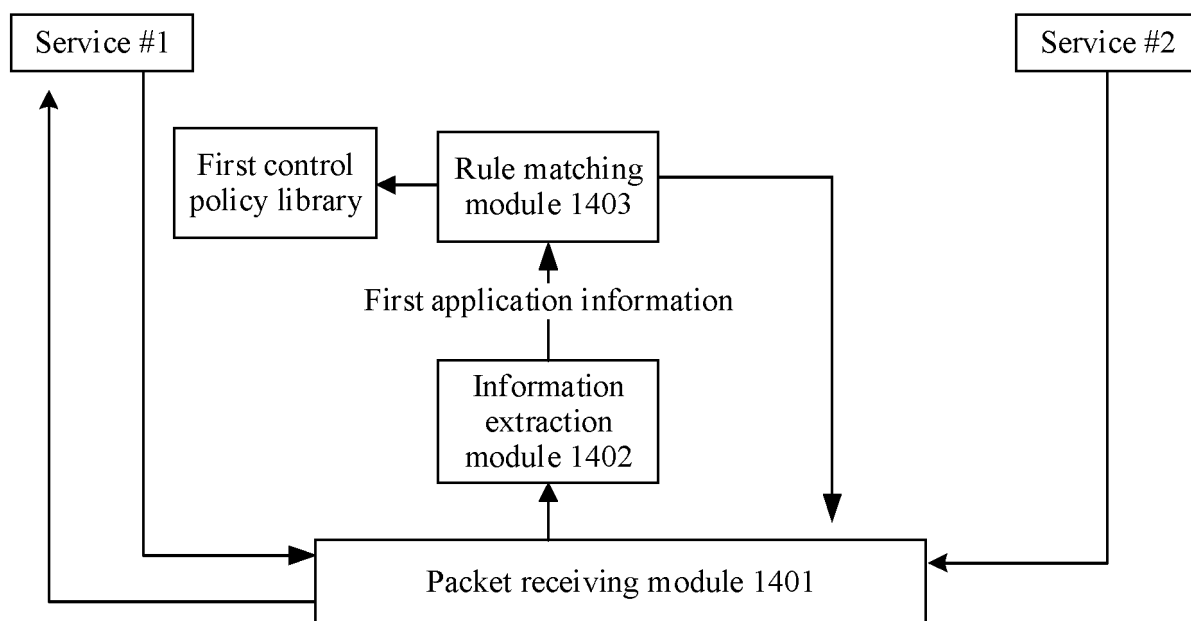 Service #1
Service #2
First control
policy library
Rule matching
module 1403
First application information
Information
extraction
module 1402
Packet receiving module 1401